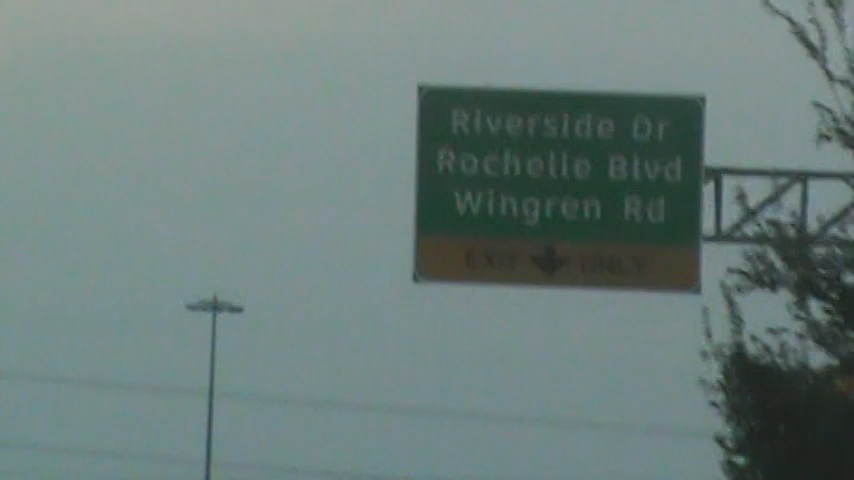 Riverside Dr
Rochelle Blvd
Wingren Rd
EXIT ONLY